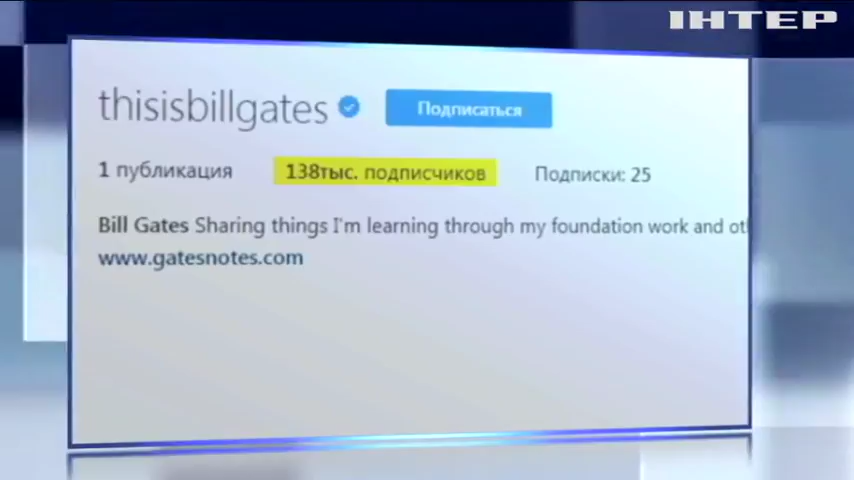 ІНТЕР
thisisbillgates Подписаться
1 публикация 138тыс. подписчиков Подписки: 25
Bill Gates Sharing things I'm learning through my foundation work and
www.gatesnotes.com